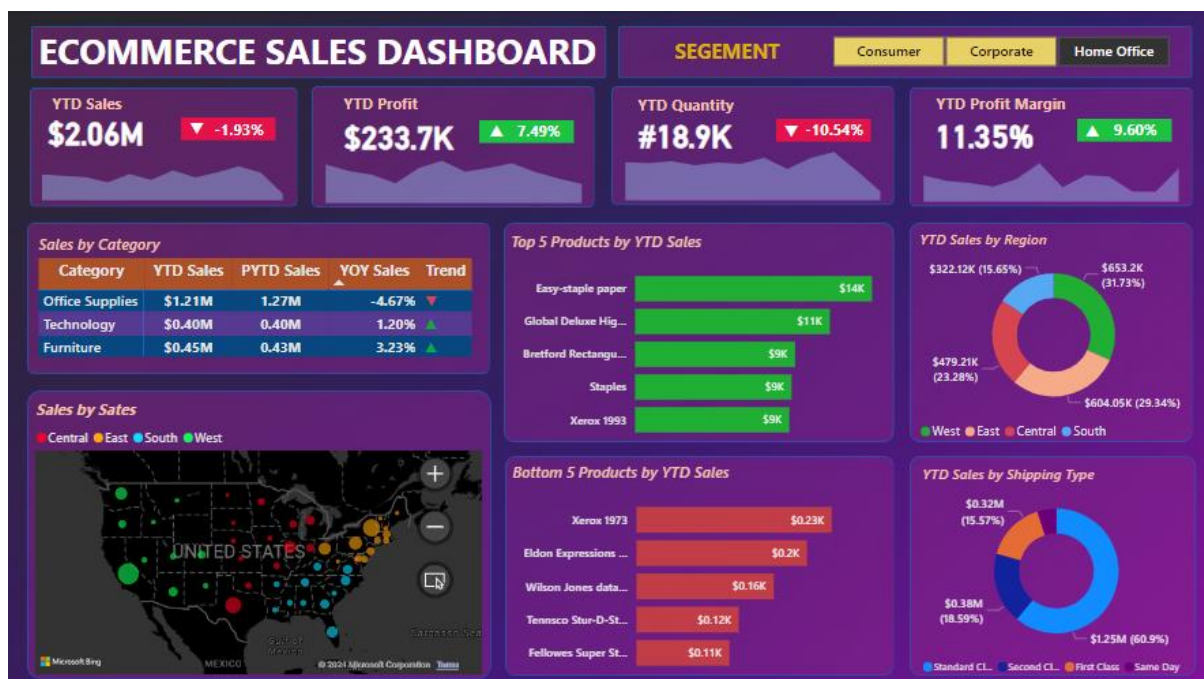 ECOMMERCE SALES DASHBOARD
SEGEMENT
Consumer
Corporate
Home Office
YTD Sales
$2.06M
▼ -1.93%
YTD Profit
$233.7K
▲ 7.49%
YTD Quantity
#18.9K
▼ -10.54%
YTD Profit Margin
11.35%
▲ 9.60%
Sales by Category
Category YTD Sales PYTD Sales YOY Sales Trend
Office Supplies $1.21M 1.27M -4.67% ▼
Technology $0.40M 0.40M 1.20% ▲
Furniture $0.45M 0.43M 3.23% ▲
Top 5 Products by YTD Sales
Easy-staple paper $14K
Global Deluxe Hig... $11K
Bretford Rectangu... $9K
Staples $9K
Xerox 1993 $9K
YTD Sales by Region
$322.12K (15.65%)
$653.2K
(31.73%)
$479.21K
(23.28%)
$604.05K (29.34%)
West East Central South
Sales by Sates
Central East South West
UNITED STATES
Gulf of
Mexico
Sargasso Sea
MEXICO
Microsoft Bing
© 2024 Microsoft Corporation Terms
Bottom 5 Products by YTD Sales
Xerox 1973 $0.23K
Eldon Expressions ... $0.2K
Wilson Jones data... $0.16K
Tennsco Stur-D-St... $0.12K
Fellowes Super St... $0.11K
YTD Sales by Shipping Type
$0.32M
(15.57%)
$0.38M
(18.59%)
$1.25M (60.9%)
Standard Cl... Second Cl... First Class Same Day